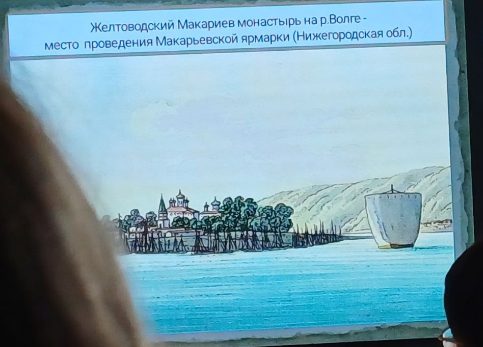 Желтоводский Макариев монастырь на р.Волге -
место проведения Макарьевской ярмарки (Нижегородская обл.)